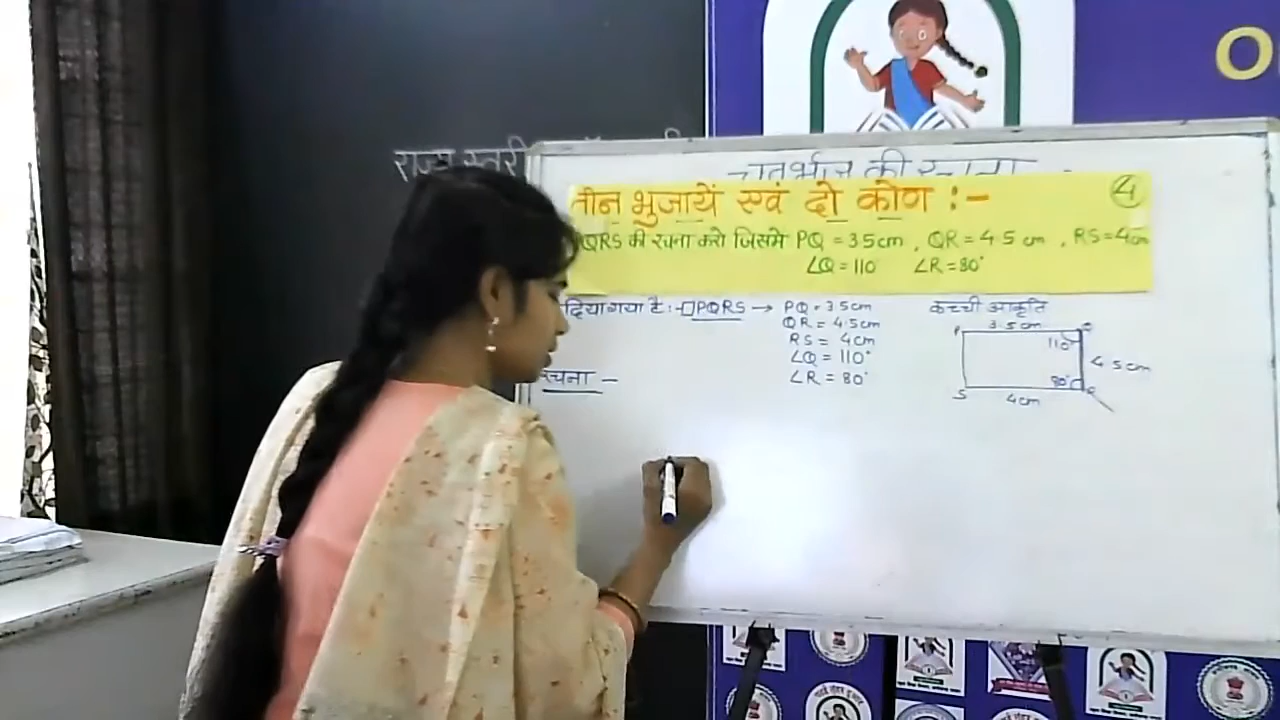 राज्य स्तरी
चतुर्भुज की रचना
तीन भुजायें एवं दो कोण :- 4
QRS की रचना करो जिसमे PQ = 3.5cm , QR = 4.5 cm , RS = 4cm
∠Q = 110° ∠R = 80°
दिया गया है :- □PQRS → PQ = 3.5cm
QR = 4.5cm
RS = 4cm
∠Q = 110°
∠R = 80°
कच्ची आकृति
P 3.5cm Q
110°
4.5cm
80° R
S 4cm
रचना –